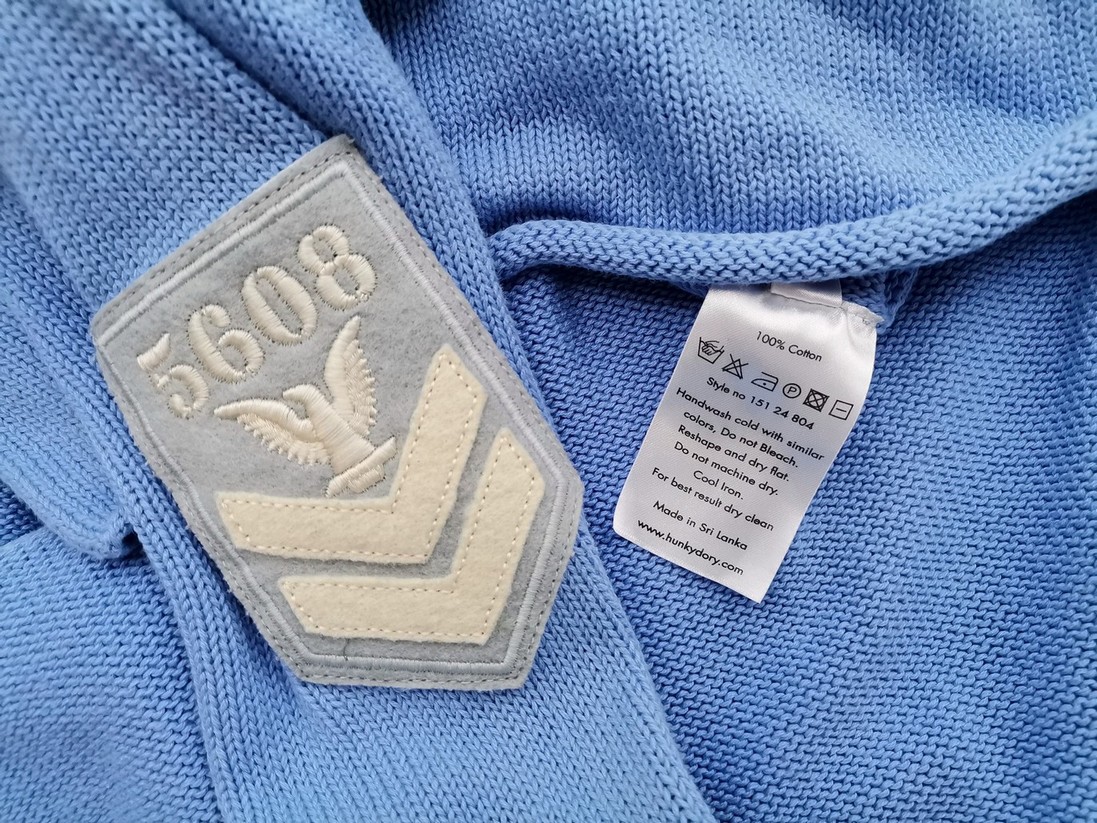 5608
100% Cotton
Style no 151 24 804
Handwash cold with similar
colors, Do not Bleach.
Reshape and dry flat.
Do not machine dry.
Cool Iron.
For best result dry clean
Made in Sri Lanka
www.hunkydory.com